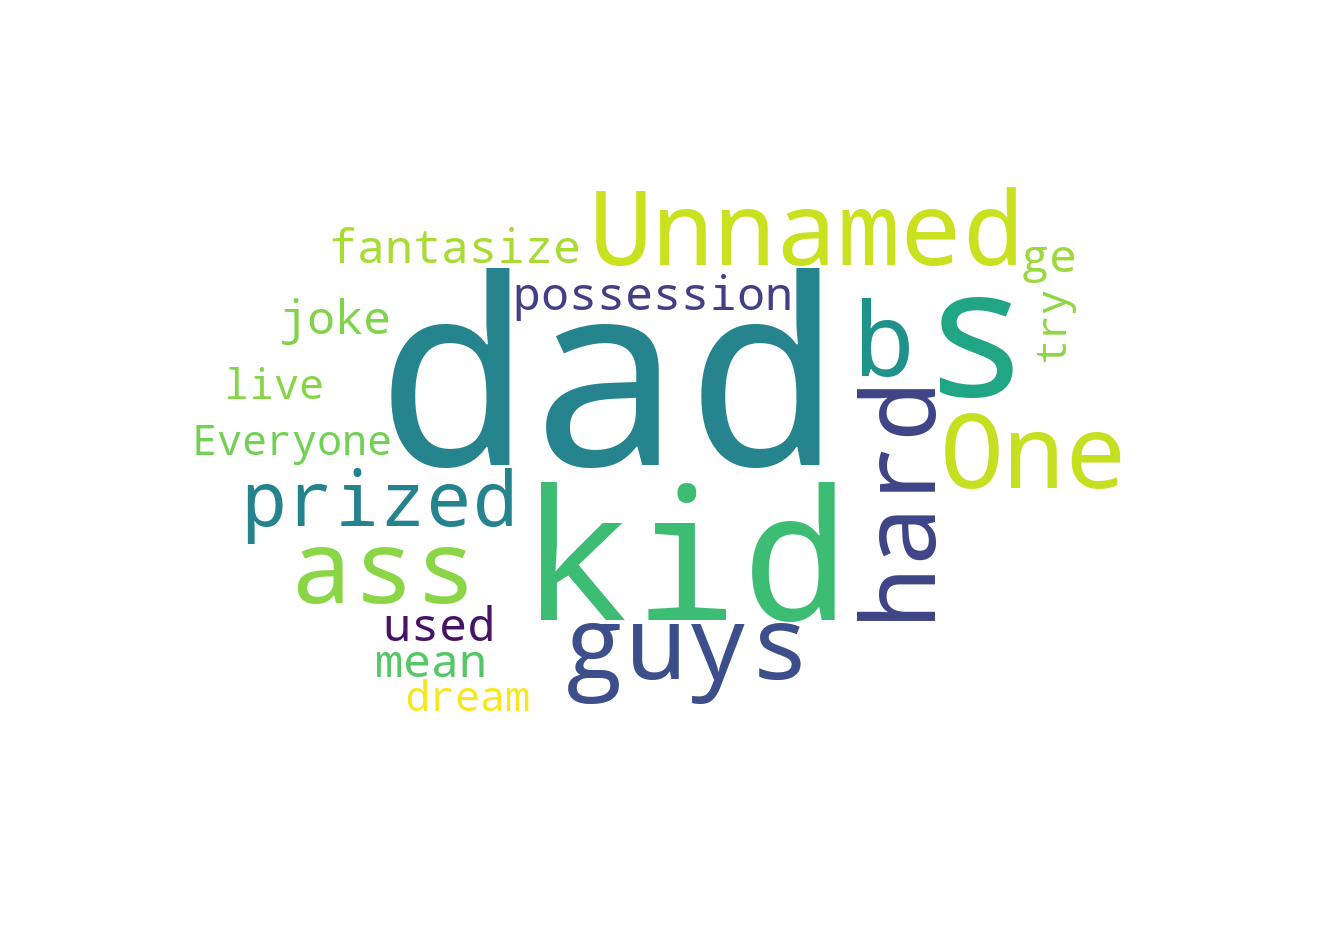 Unnamed
fantasize
ge
possession
dad
s
b
joke
try
live
hard
One
Everyone
prized
kid
ass
used
guys
mean
dream